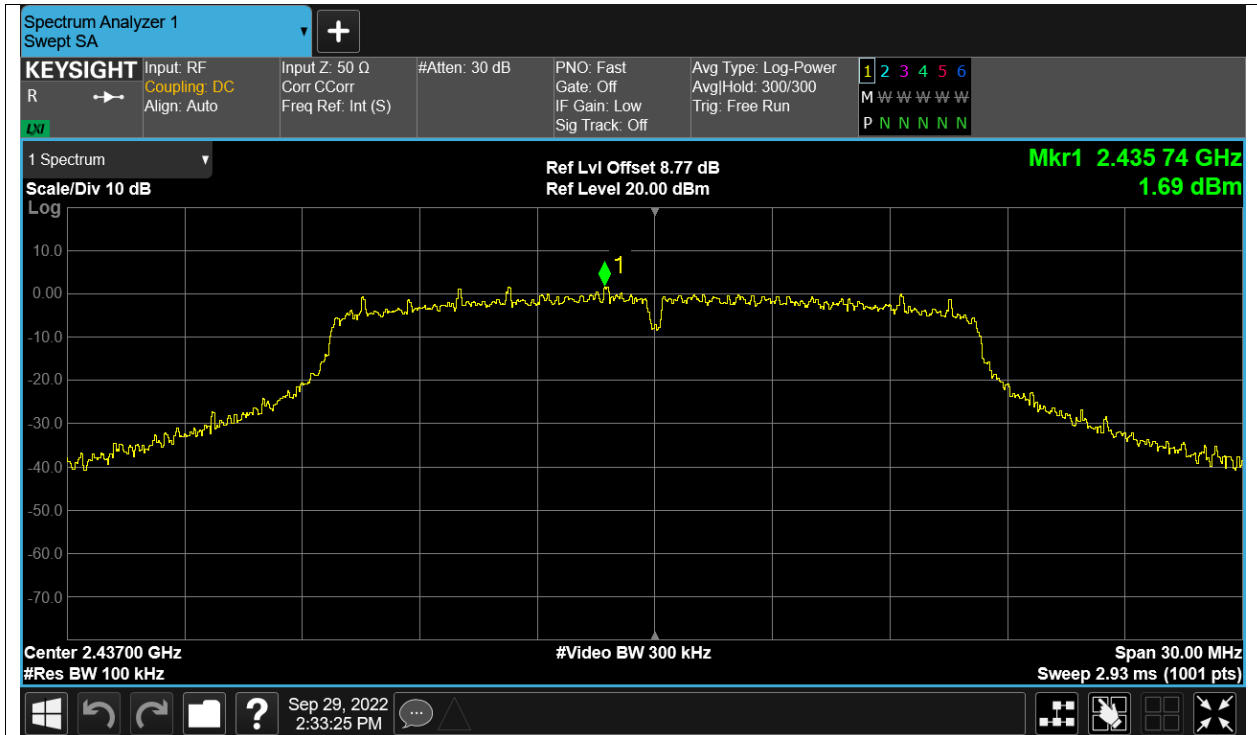 Spectrum Analyzer 1
Swept SA
+
KEYSIGHT
R
LXI
Input: RF
Coupling: DC
Align: Auto
Input Z: 50 Ω
Corr CCorr
Freq Ref: Int (S)
#Atten: 30 dB
PNO: Fast
Gate: Off
IF Gain: Low
Sig Track: Off
Avg Type: Log-Power
Avg|Hold: 300/300
Trig: Free Run
1 2 3 4 5 6
M W W W W W
P N N N N N N
1 Spectrum
Scale/Div 10 dB
Log
Ref Lvl Offset 8.77 dB
Ref Level 20.00 dBm
Mkr1 2.435 74 GHz
1.69 dBm
1
10.0
0.00
-10.0
-20.0
-30.0
-40.0
-50.0
-60.0
-70.0
Center 2.43700 GHz
#Res BW 100 kHz
#Video BW 300 kHz
Span 30.00 MHz
Sweep 2.93 ms (1001 pts)
?
Sep 29, 2022
2:33:25 PM